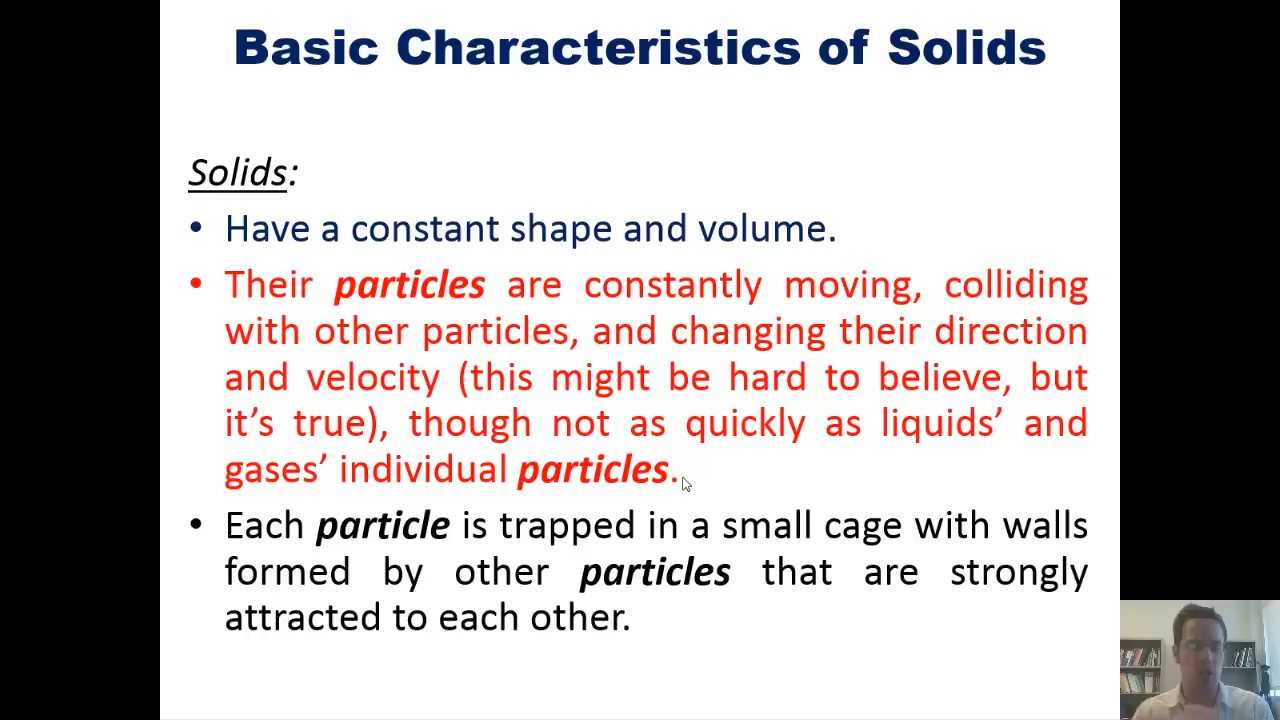 Basic Characteristics of Solids
Solids:
• Have a constant shape and volume.
• Their particles are constantly moving, colliding
with other particles, and changing their direction
and velocity (this might be hard to believe, but
it’s true), though not as quickly as liquids’ and
gases’ individual particles.
• Each particle is trapped in a small cage with walls
formed by other particles that are strongly
attracted to each other.